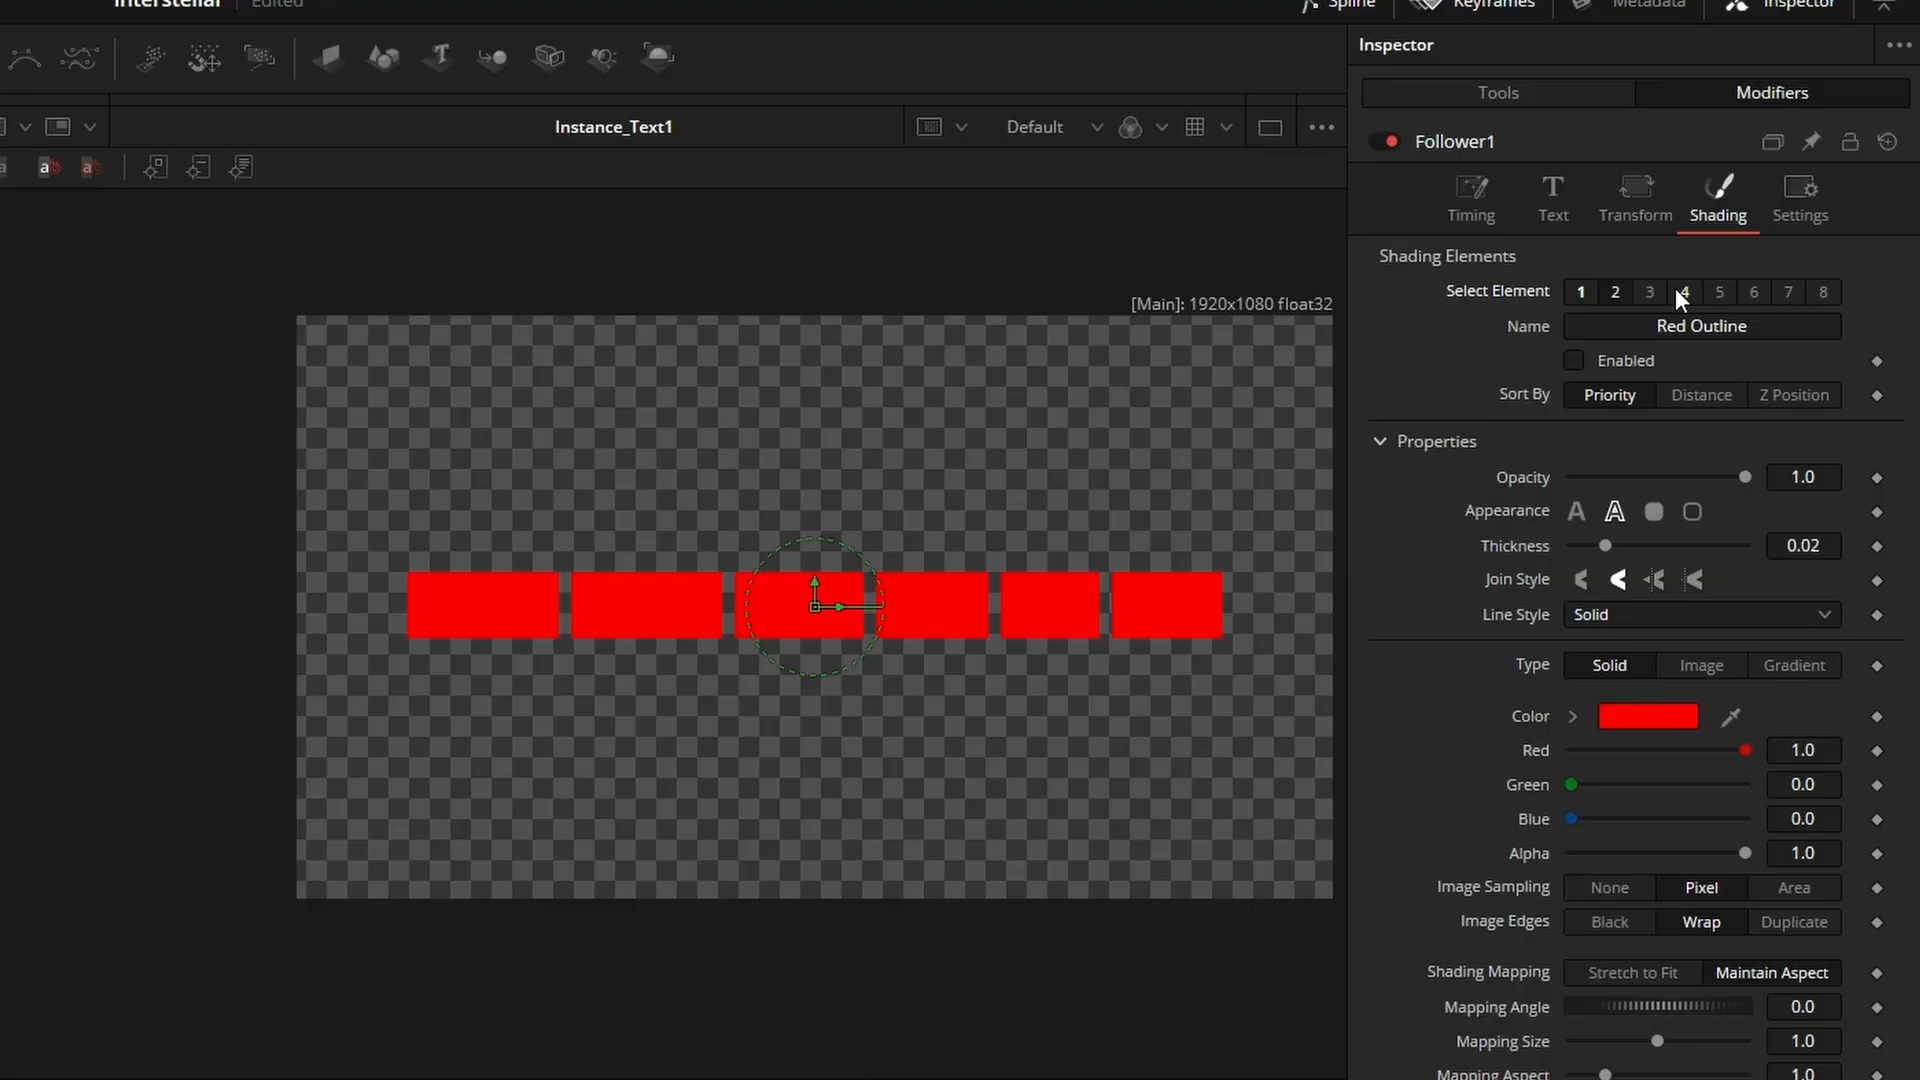 Interstellar Edited
Spline Keyframes Metadata Inspector
Inspector
Tools Modifiers
Instance_Text1 Default
Follower1
a ab ab
Timing Text Transform Shading Settings
Shading Elements
Select Element 1 2 3 4 5 6 7 8
[Main]: 1920x1080 float32
Name Red Outline
Enabled
Sort By Priority Distance Z Position
Properties
Opacity 1.0
Appearance
Thickness 0.02
Join Style
Line Style Solid
Type Solid Image Gradient
Color
Red 1.0
Green 0.0
Blue 0.0
Alpha 1.0
Image Sampling None Pixel Area
Image Edges Black Wrap Duplicate
Shading Mapping Stretch to Fit Maintain Aspect
Mapping Angle 0.0
Mapping Size 1.0
Mapping Aspect 1.0